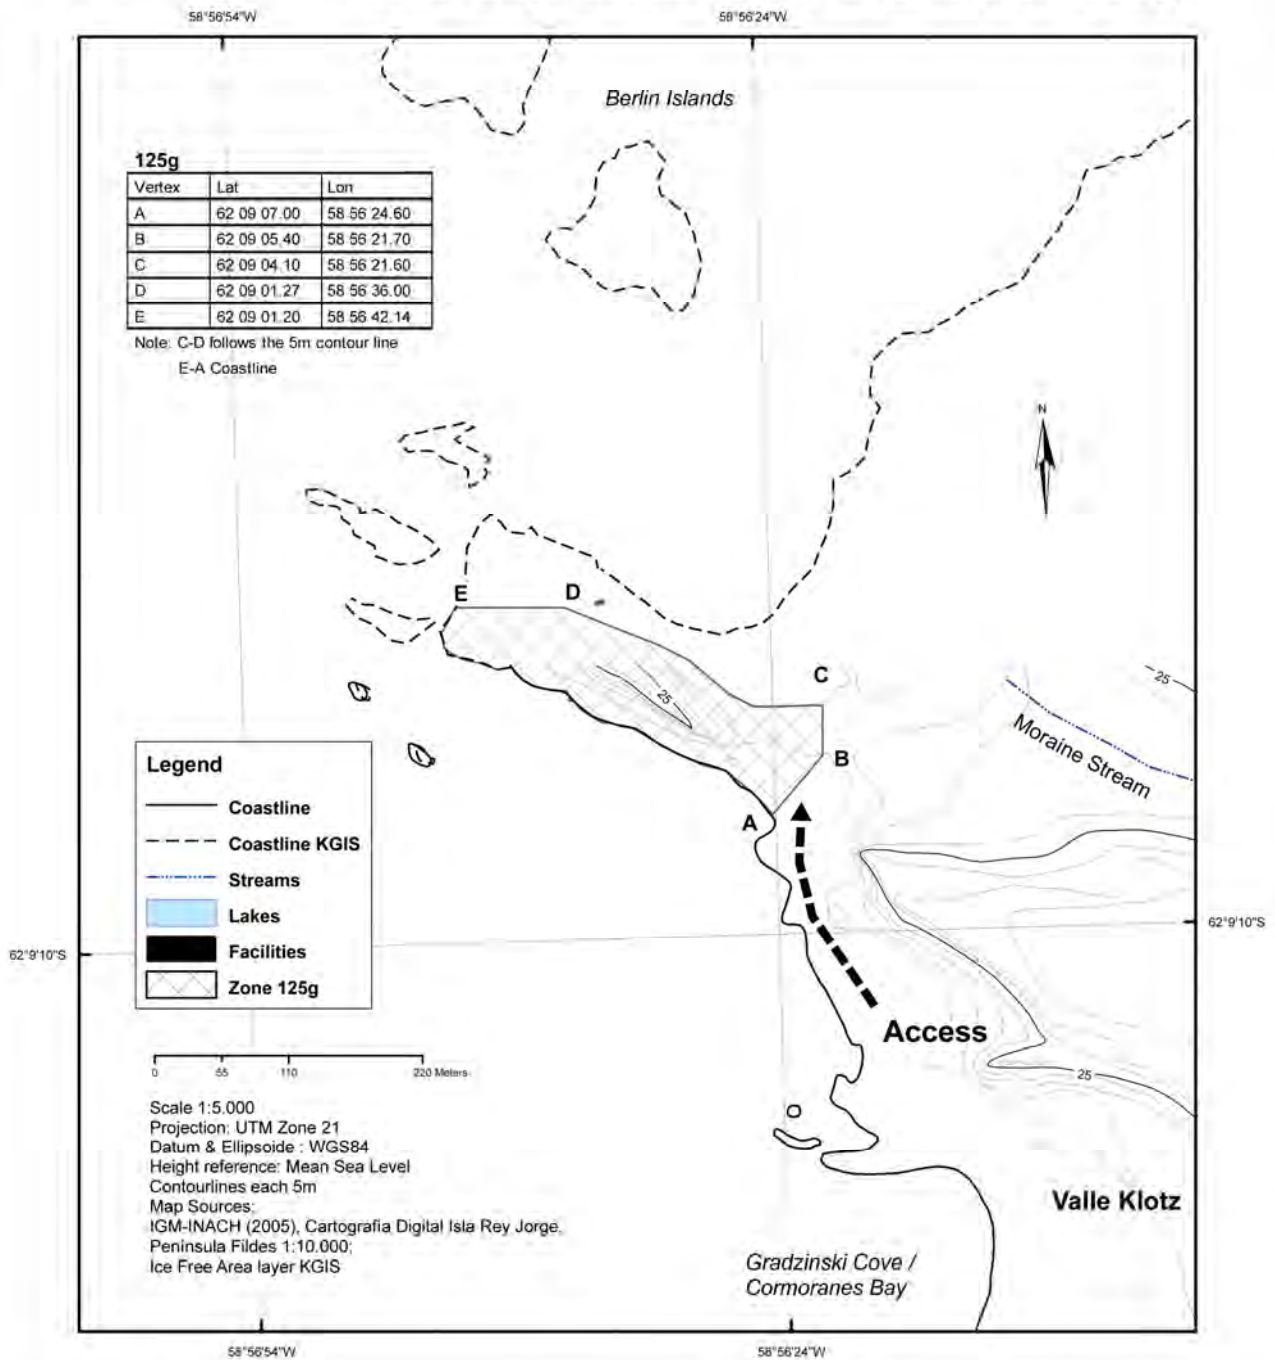 58°56'54"W 58°56'24"W
Berlin Islands
125g
Vertex Lat Lon
A 62 09 07.00 58 56 24.60
B 62 09 05.40 58 56 21.70
C 62 09 04.10 58 56 21.60
D 62 09 01.27 58 56 36.00
E 62 09 01.20 58 56 42.14
Note: C-D follows the 5m contour line
E-A Coastline
N
E D
C
25
25
Moraine Stream
B
A
Legend
Coastline
Coastline KGIS
Streams
Lakes
Facilities
Zone 125g
62°9'10"S
62°9'10"S
Access
25
0 55 110 220 Meters
Scale 1:5.000
Projection: UTM Zone 21
Datum & Ellipsoide : WGS84
Height reference: Mean Sea Level
Contourlines each 5m
Map Sources:
IGM-INACH (2005), Cartografia Digital Isla Rey Jorge,
Peninsula Fildes 1:10.000;
Ice Free Area layer KGIS
Valle Klotz
Gradzinski Cove /
Cormoranes Bay
58°56'54"W 58°56'24"W